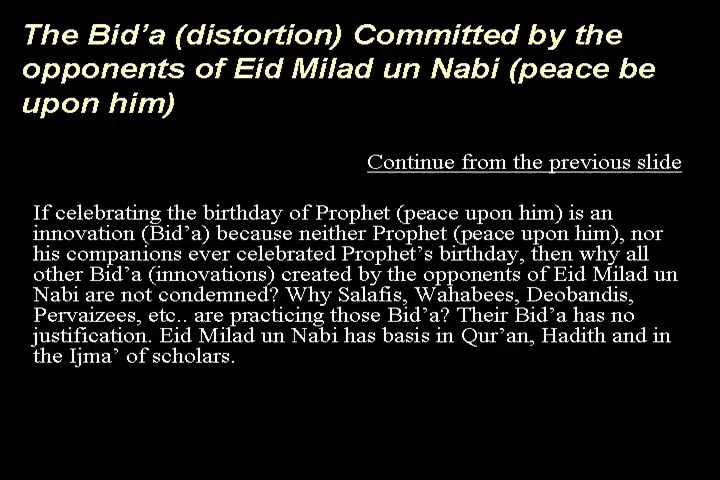 The Bid’a (distortion) Committed by the
opponents of Eid Milad un Nabi (peace be
upon him)
Continue from the previous slide
If celebrating the birthday of Prophet (peace upon him) is an
innovation (Bid’a) because neither Prophet (peace upon him), nor
his companions ever celebrated Prophet’s birthday, then why all
other Bid’a (innovations) created by the opponents of Eid Milad un
Nabi are not condemned? Why Salafis, Wahabees, Deobandis,
Pervaizees, etc.. are practicing those Bid’a? Their Bid’a has no
justification. Eid Milad un Nabi has basis in Qur’an, Hadith and in
the Ijma’ of scholars.